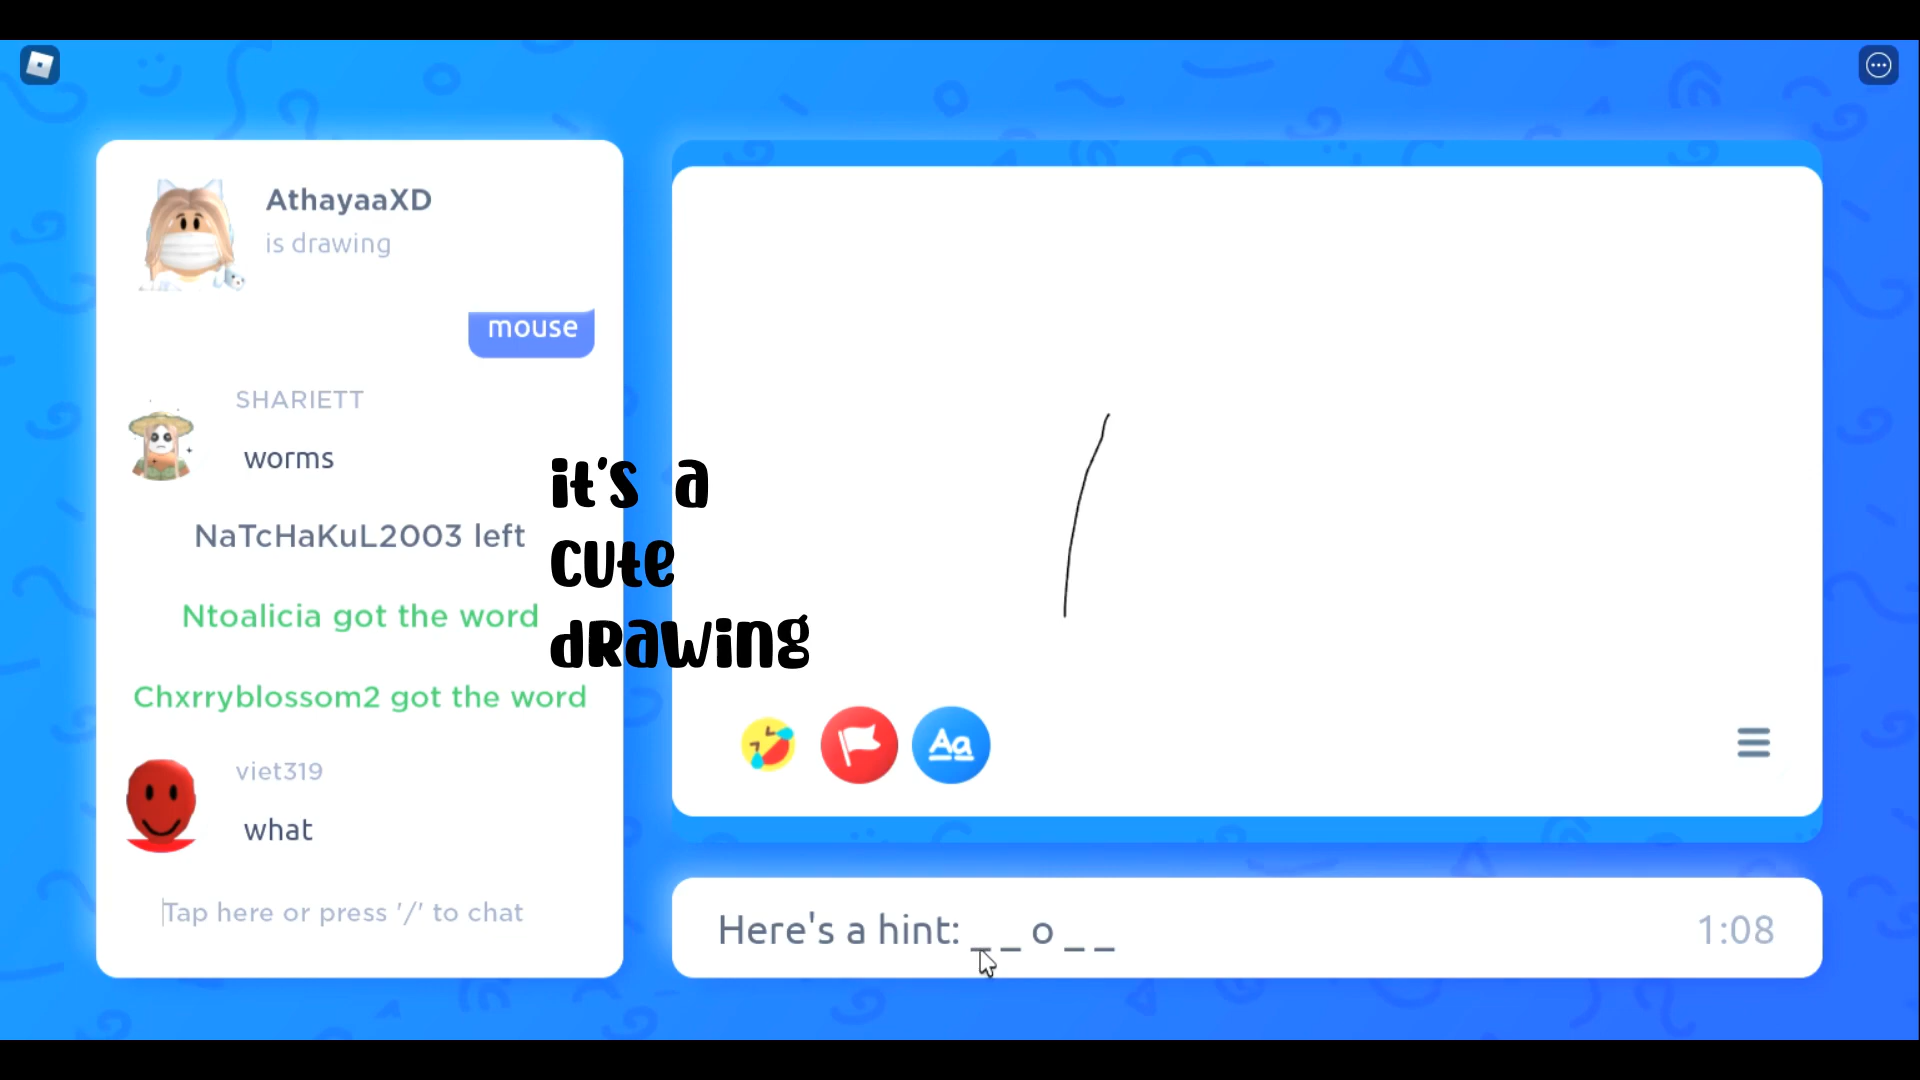 AthayaaXD
is drawing
mouse
SHARIETT
worms
NaTcHaKuL2003 left
Ntoalicia got the word
Chxrryblossom2 got the word
viet319
what
Tap here or press '/' to chat
it's a
cute
drawing
Aa
Here's a hint: _ _ o _ _
1:08